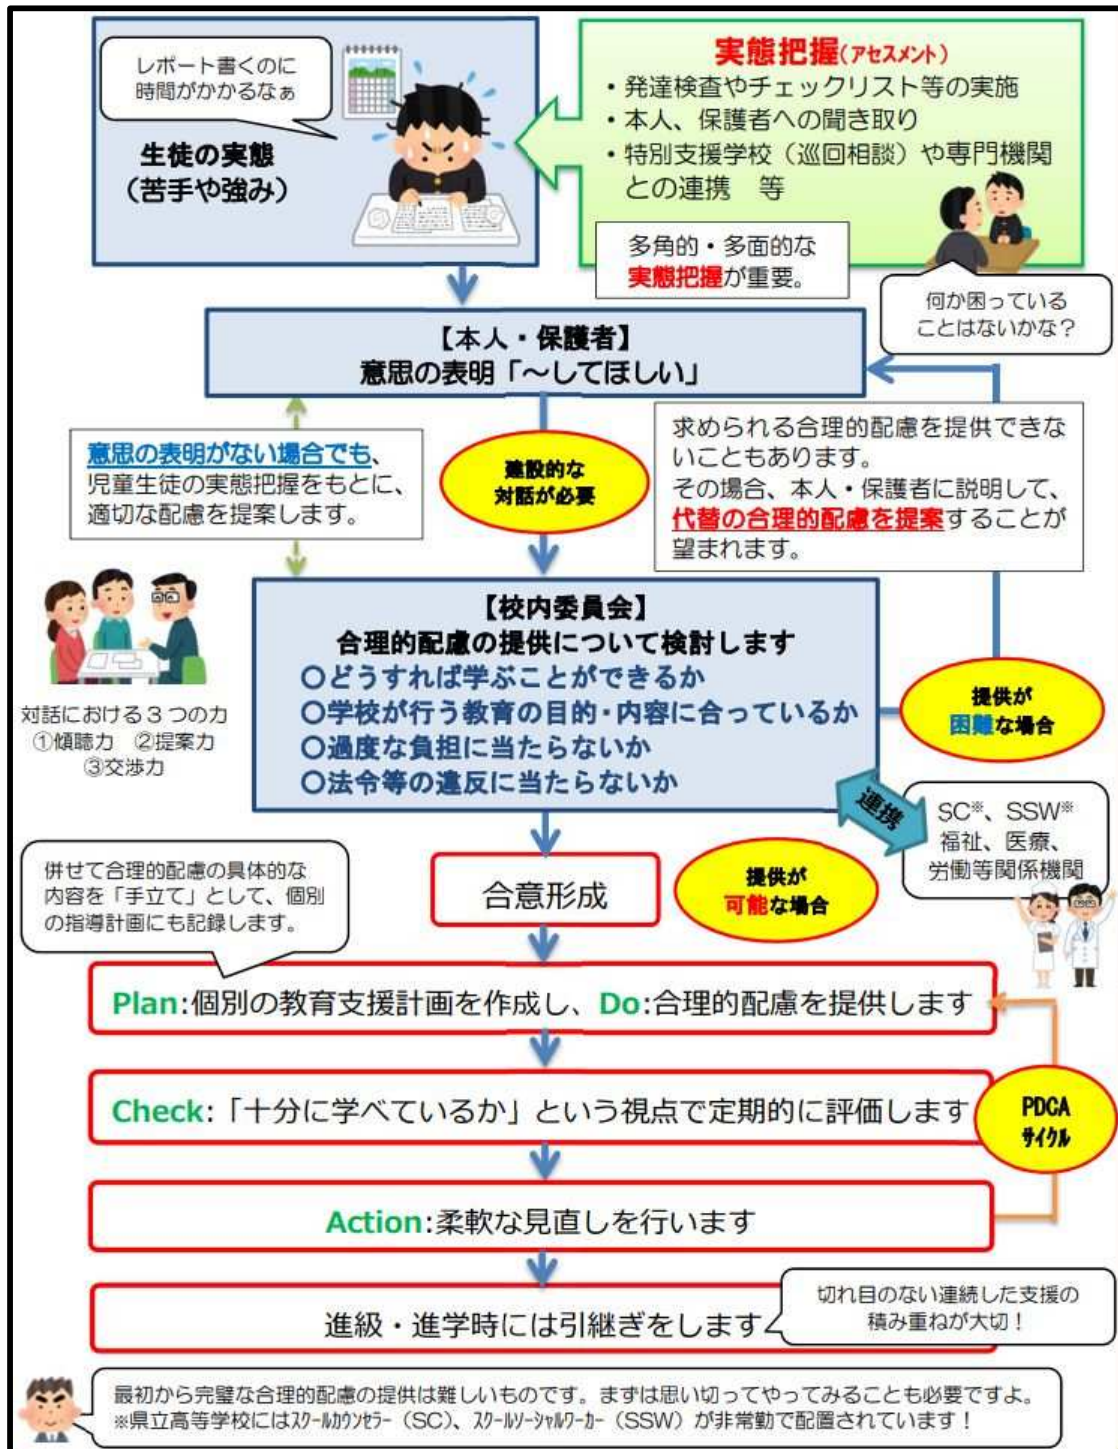 レポート書くのに
時間がかかるなぁ
生徒の実態
（苦手や強み）
実態把握(アセスメント)
・発達検査やチェックリスト等の実施
・本人、保護者への聞き取り
・特別支援学校（巡回相談）や専門機関
との連携　等
多角的・多面的な
実態把握が重要。
何か困っている
ことはないかな？
【本人・保護者】
意思の表明「～してほしい」
意思の表明がない場合でも、
児童生徒の実態把握をもとに、
適切な配慮を提案します。
建設的な
対話が必要
求められる合理的配慮を提供できな
いこともあります。
その場合、本人・保護者に説明して、
代替の合理的配慮を提案することが
望まれます。
【校内委員会】
合理的配慮の提供について検討します
〇どうすれば学ぶことができるか
〇学校が行う教育の目的・内容に合っているか
〇過度な負担に当たらないか
〇法令等の違反に当たらないか
対話における３つの力
①傾聴力　②提案力
③交渉力
提供が
困難な場合
連携
SC※、SSW※
福祉、医療、
労働等関係機関
合意形成
提供が
可能な場合
併せて合理的配慮の具体的な
内容を「手立て」として、個別
の指導計画にも記録します。
Plan:個別の教育支援計画を作成し、Do:合理的配慮を提供します
Check:「十分に学べているか」という視点で定期的に評価します
PDCA
サイクル
Action:柔軟な見直しを行います
進級・進学時には引継ぎをします
切れ目のない連続した支援の
積み重ねが大切！
最初から完璧な合理的配慮の提供は難しいものです。まずは思い切ってやってみることも必要ですよ。
※県立高等学校にはスクールカウンセラー（SC）、スクールソーシャルワーカー（SSW）が非常勤で配置されています！